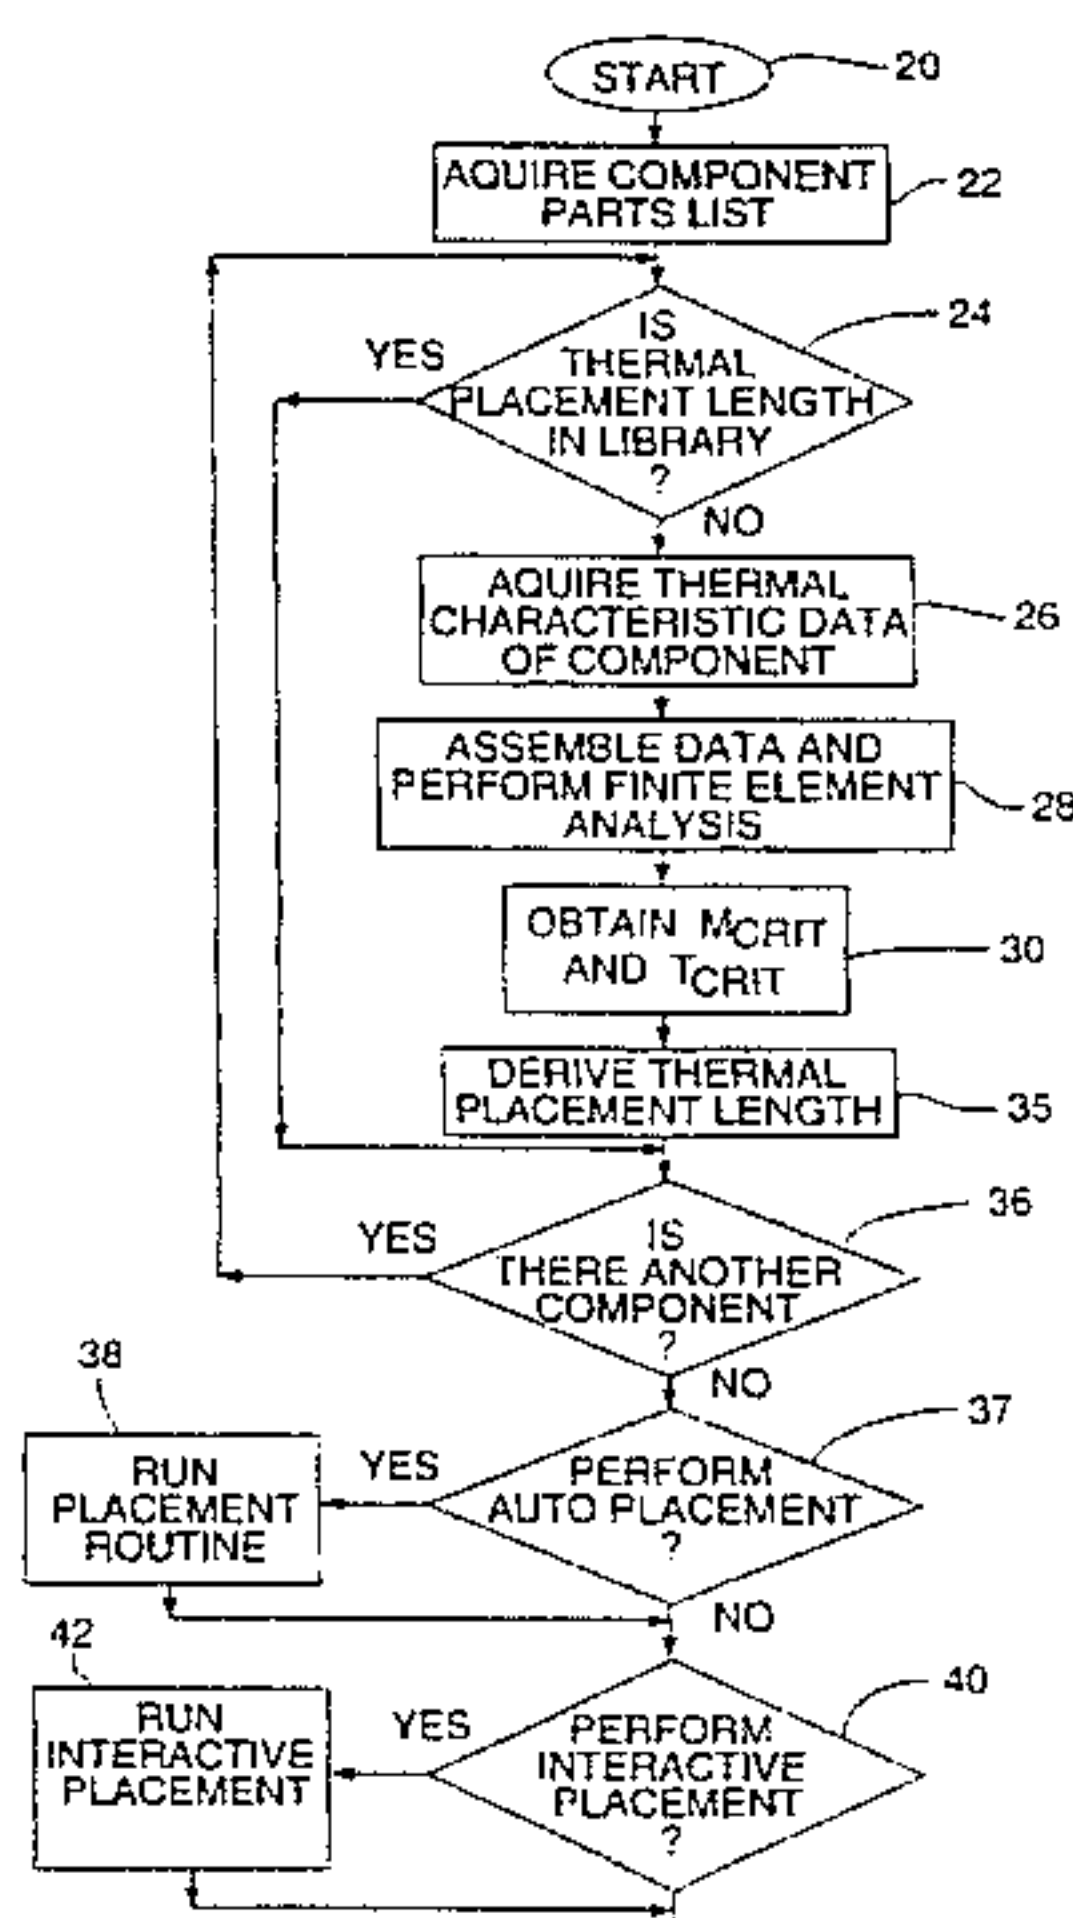 START
20
AQUIRE COMPONENT
PARTS LIST
22
IS
THERMAL
PLACEMENT LENGTH
IN LIBRARY
?
24
YES
NO
AQUIRE THERMAL
CHARACTERISTIC DATA
OF COMPONENT
26
ASSEMBLE DATA AND
PERFORM FINITE ELEMENT
ANALYSIS
28
OBTAIN MCRIT
AND TCRIT
30
DERIVE THERMAL
PLACEMENT LENGTH
35
IS
THERE ANOTHER
COMPONENT
?
36
YES
NO
38
RUN
PLACEMENT
ROUTINE
YES
PERFORM
AUTO PLACEMENT
?
37
NO
42
RUN
INTERACTIVE
PLACEMENT
YES
PERFORM
INTERACTIVE
PLACEMENT
?
40